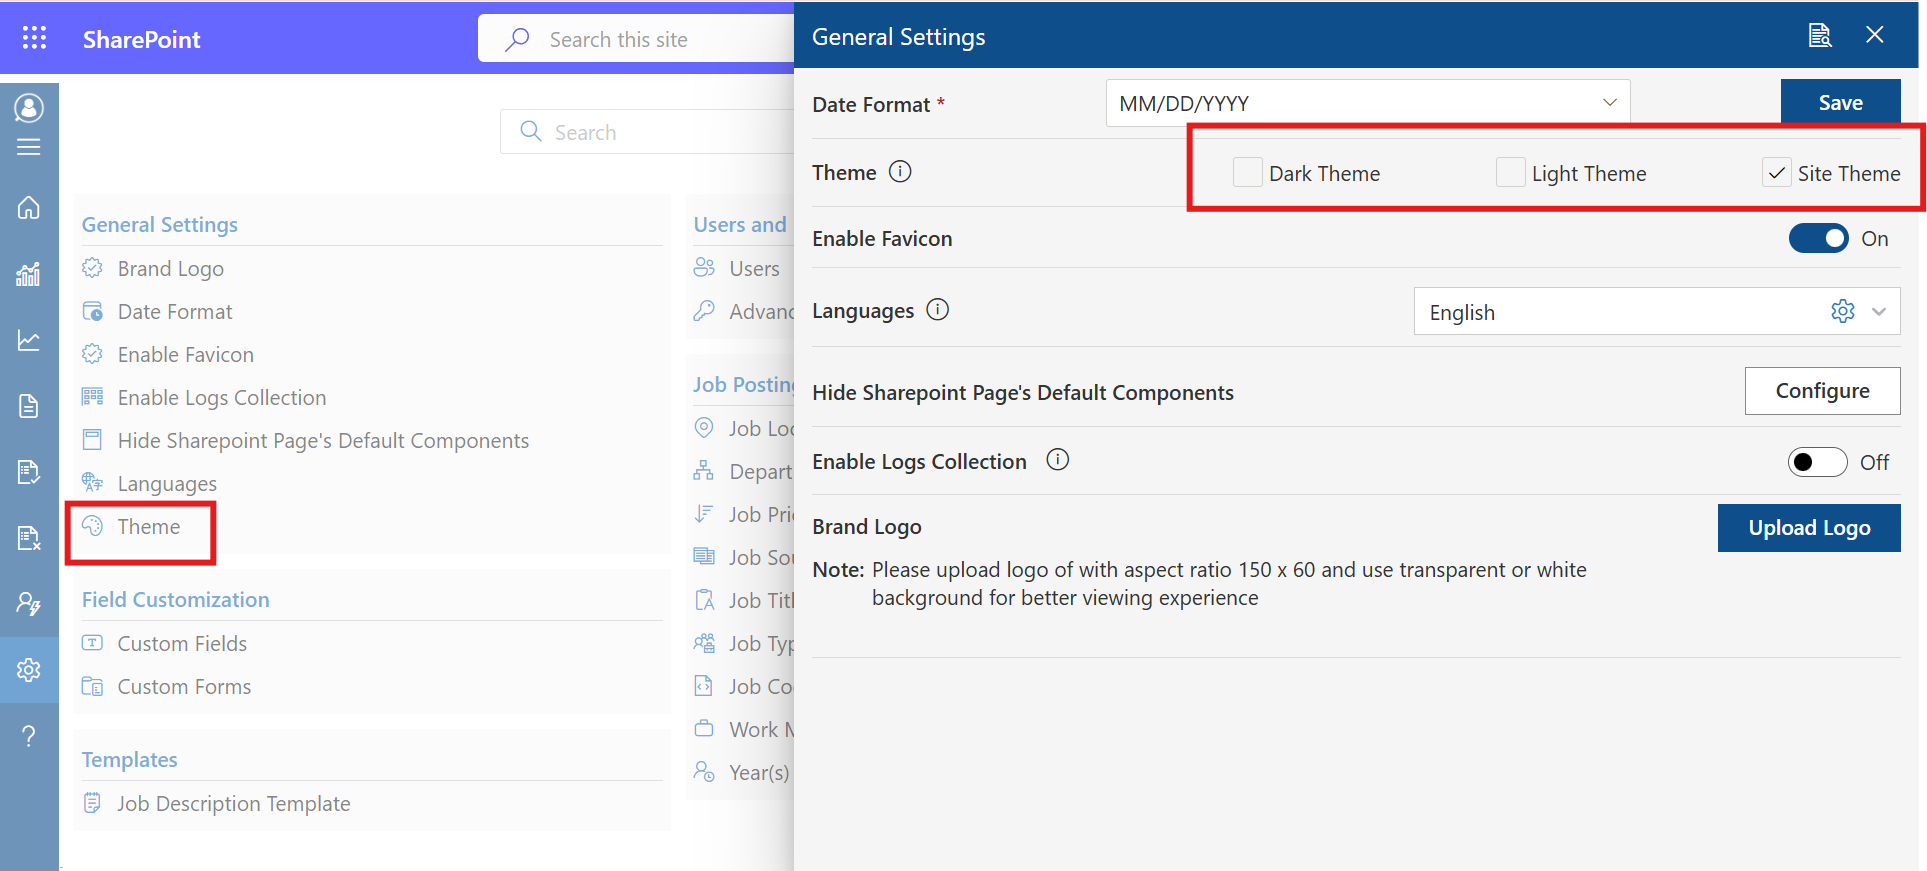 SharePoint
Search this site
Search
General Settings
Brand Logo
Date Format
Enable Favicon
Enable Logs Collection
Hide Sharepoint Page's Default Components
Languages
Theme
Field Customization
Custom Fields
Custom Forms
Templates
Job Description Template
Users and
Users
Advanc
Job Posting
Job Loc
Depart
Job Pri
Job Sou
Job Titl
Job Typ
Job Co
Work M
Year(s)
General Settings
Date Format *
MM/DD/YYYY
Save
Theme
Dark Theme
Light Theme
Site Theme
Enable Favicon
On
Languages
English
Hide Sharepoint Page's Default Components
Configure
Enable Logs Collection
Off
Brand Logo
Upload Logo
Note: Please upload logo of with aspect ratio 150 x 60 and use transparent or white
background for better viewing experience